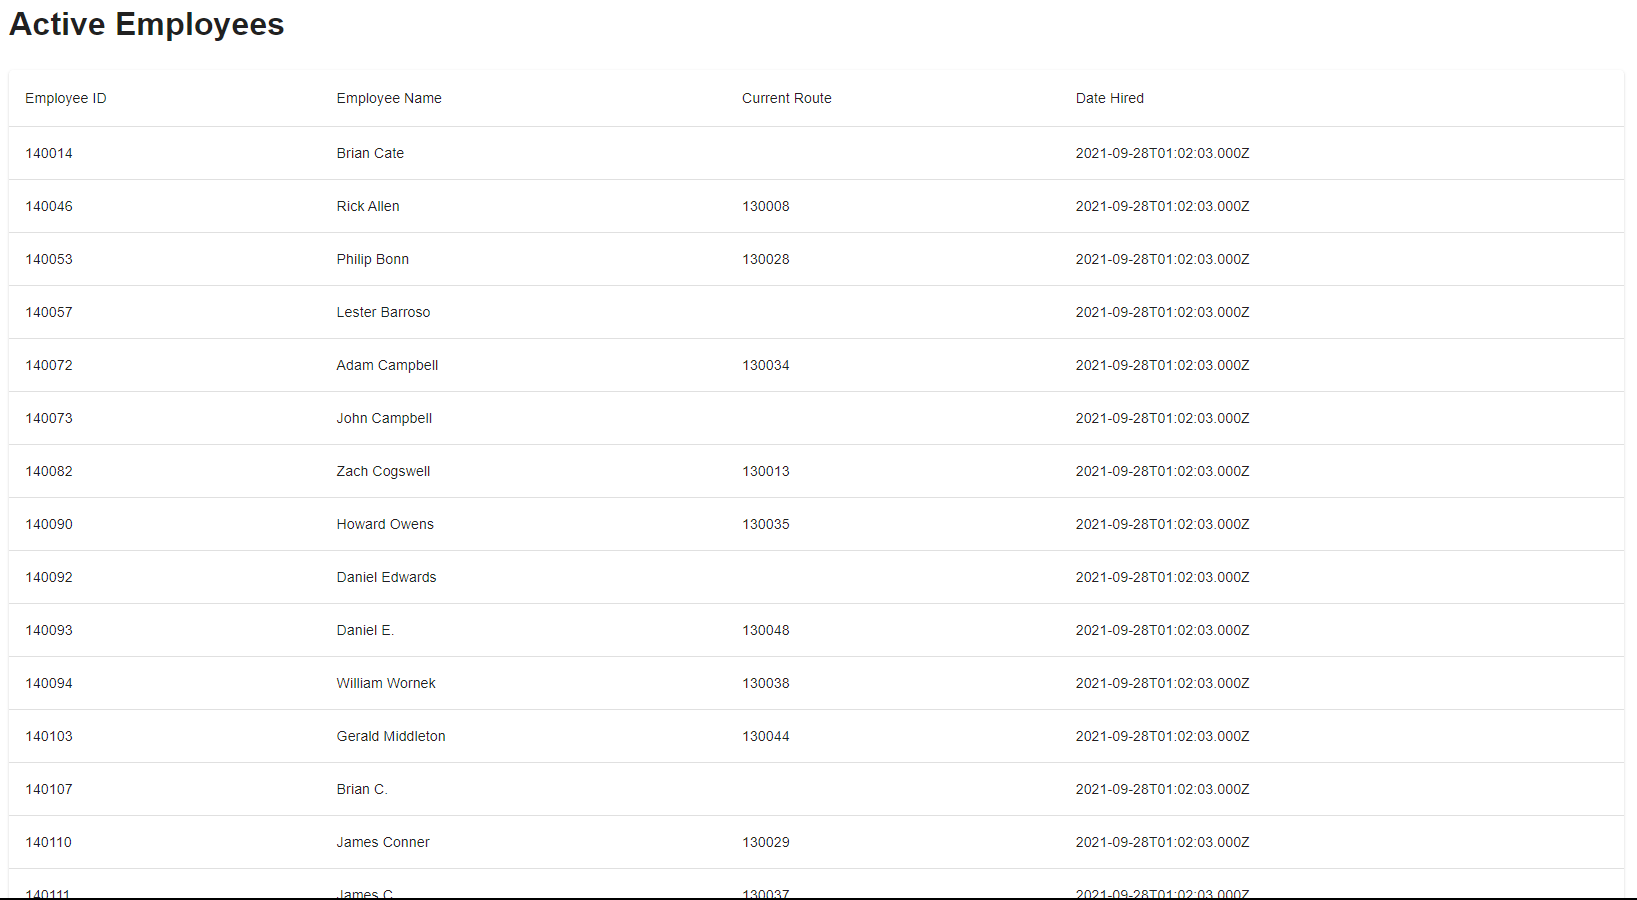 Active Employees
Employee ID Employee Name Current Route Date Hired
140014 Brian Cate 2021-09-28T01:02:03.000Z
140046 Rick Allen 130008 2021-09-28T01:02:03.000Z
140053 Philip Bonn 130028 2021-09-28T01:02:03.000Z
140057 Lester Barroso 2021-09-28T01:02:03.000Z
140072 Adam Campbell 130034 2021-09-28T01:02:03.000Z
140073 John Campbell 2021-09-28T01:02:03.000Z
140082 Zach Cogswell 130013 2021-09-28T01:02:03.000Z
140090 Howard Owens 130035 2021-09-28T01:02:03.000Z
140092 Daniel Edwards 2021-09-28T01:02:03.000Z
140093 Daniel E. 130048 2021-09-28T01:02:03.000Z
140094 William Wornek 130038 2021-09-28T01:02:03.000Z
140103 Gerald Middleton 130044 2021-09-28T01:02:03.000Z
140107 Brian C. 2021-09-28T01:02:03.000Z
140110 James Conner 130029 2021-09-28T01:02:03.000Z
140111 James C 130037 2021-09-28T01:02:03.000Z